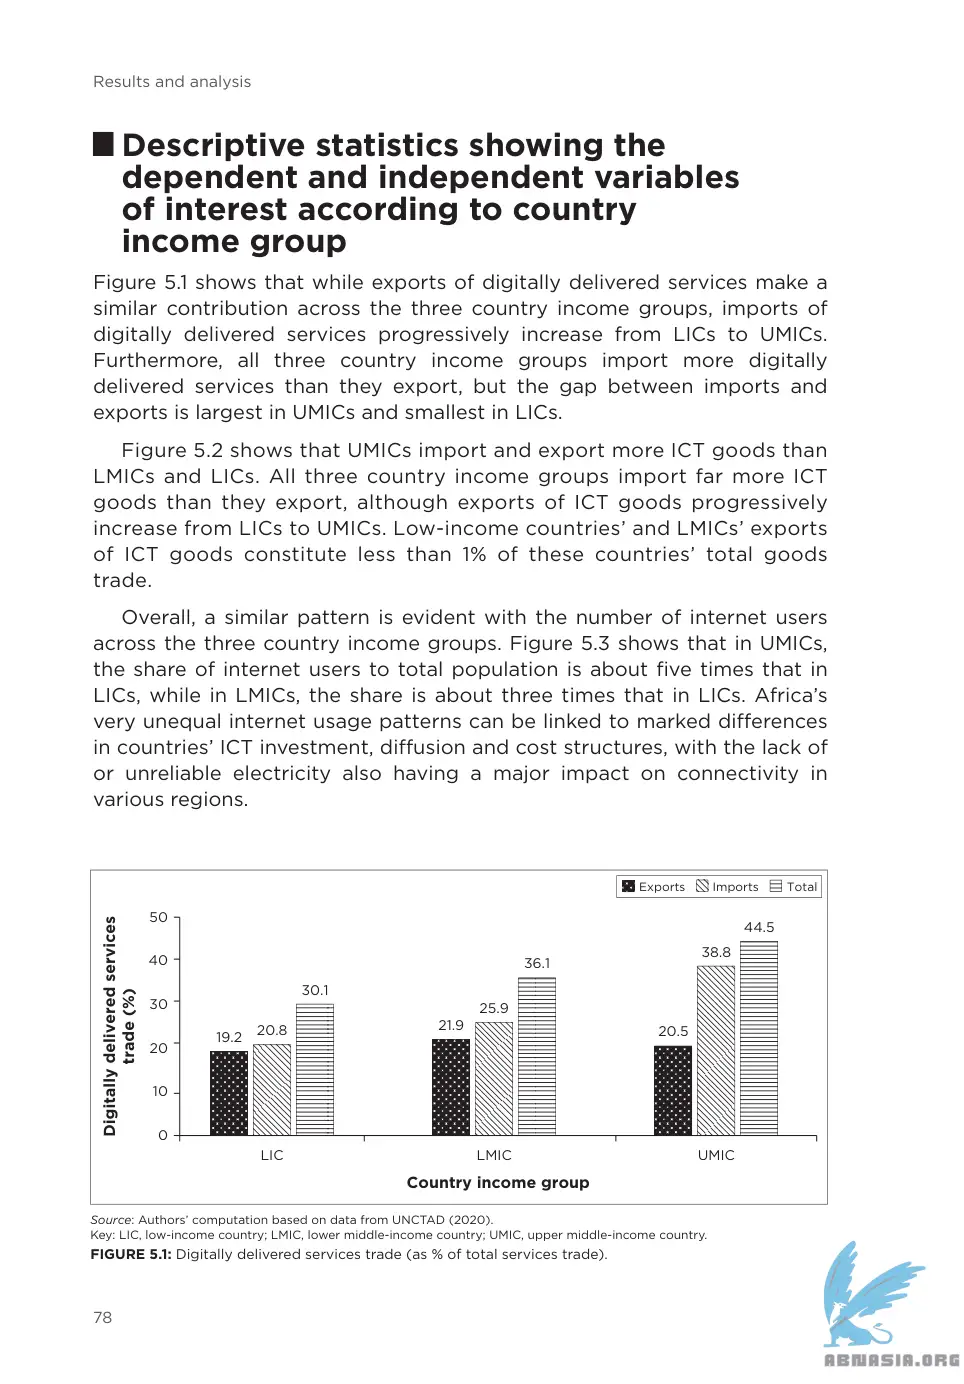 Results and analysis
Descriptive statistics showing the
dependent and independent variables
of interest according to country
income group
Figure 5.1 shows that while exports of digitally delivered services make a
similar contribution across the three country income groups, imports of
digitally delivered services progressively increase from LICs to UMICs.
Furthermore, all three country income groups import more digitally
delivered services than they export, but the gap between imports and
exports is largest in UMICs and smallest in LICs.
Figure 5.2 shows that UMICs import and export more ICT goods than
LMICs and LICs. All three country income groups import far more ICT
goods than they export, although exports of ICT goods progressively
increase from LICs to UMICs. Low-income countries’ and LMICs’ exports
of ICT goods constitute less than 1% of these countries’ total goods
trade.
Overall, a similar pattern is evident with the number of internet users
across the three country income groups. Figure 5.3 shows that in UMICs,
the share of internet users to total population is about five times that in
LICs, while in LMICs, the share is about three times that in LICs. Africa’s
very unequal internet usage patterns can be linked to marked differences
in countries’ ICT investment, diffusion and cost structures, with the lack of
or unreliable electricity also having a major impact on connectivity in
various regions.
Exports Imports Total
Digitally delivered services
trade (%)
50
40
30
20
10
0
19.2
20.8
30.1
21.9
25.9
36.1
20.5
38.8
44.5
LIC
LMIC
UMIC
Country income group
Source: Authors’ computation based on data from UNCTAD (2020).
Key: LIC, low-income country; LMIC, lower middle-income country; UMIC, upper middle-income country.
FIGURE 5.1: Digitally delivered services trade (as % of total services trade).
78
ABNASIA.ORG